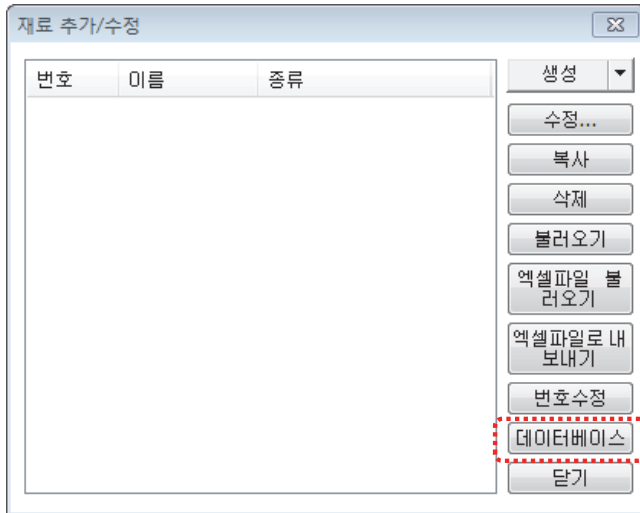 재료 추가/수정
번호 이름 종류
생성
수정...
복사
삭제
불러오기
엑셀파일 불
러오기
엑셀파일로 내
보내기
번호수정
데이터베이스
닫기